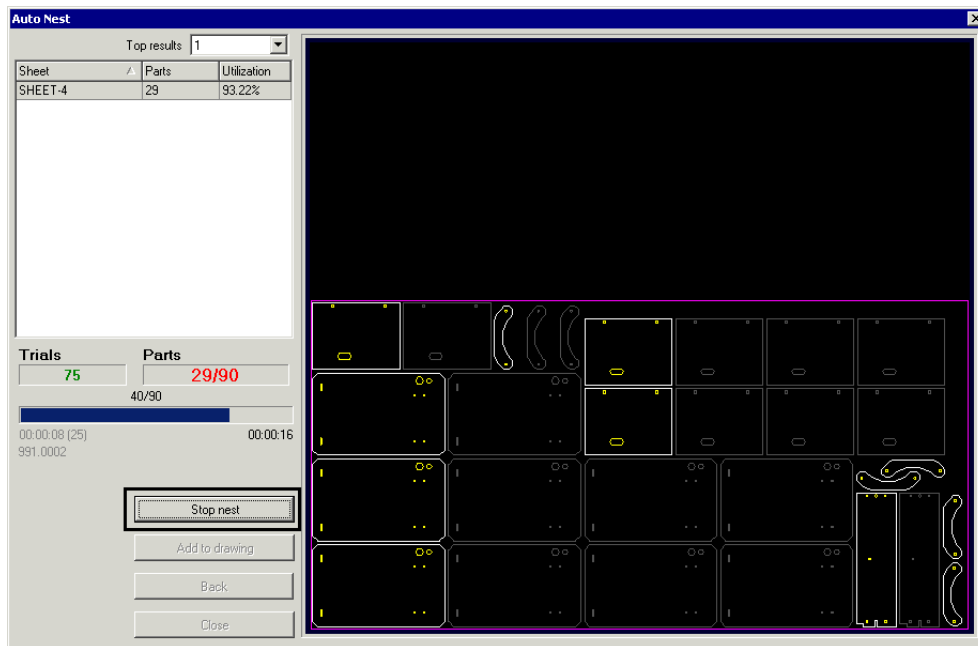 Auto Nest
Top results 1
Sheet Parts Utilization
SHEET-4 29 93.22%
Trials Parts
75 29/90
40/90
00:00:08 (25) 00:00:16
991.0002
Stop nest
Add to drawing
Back
Close